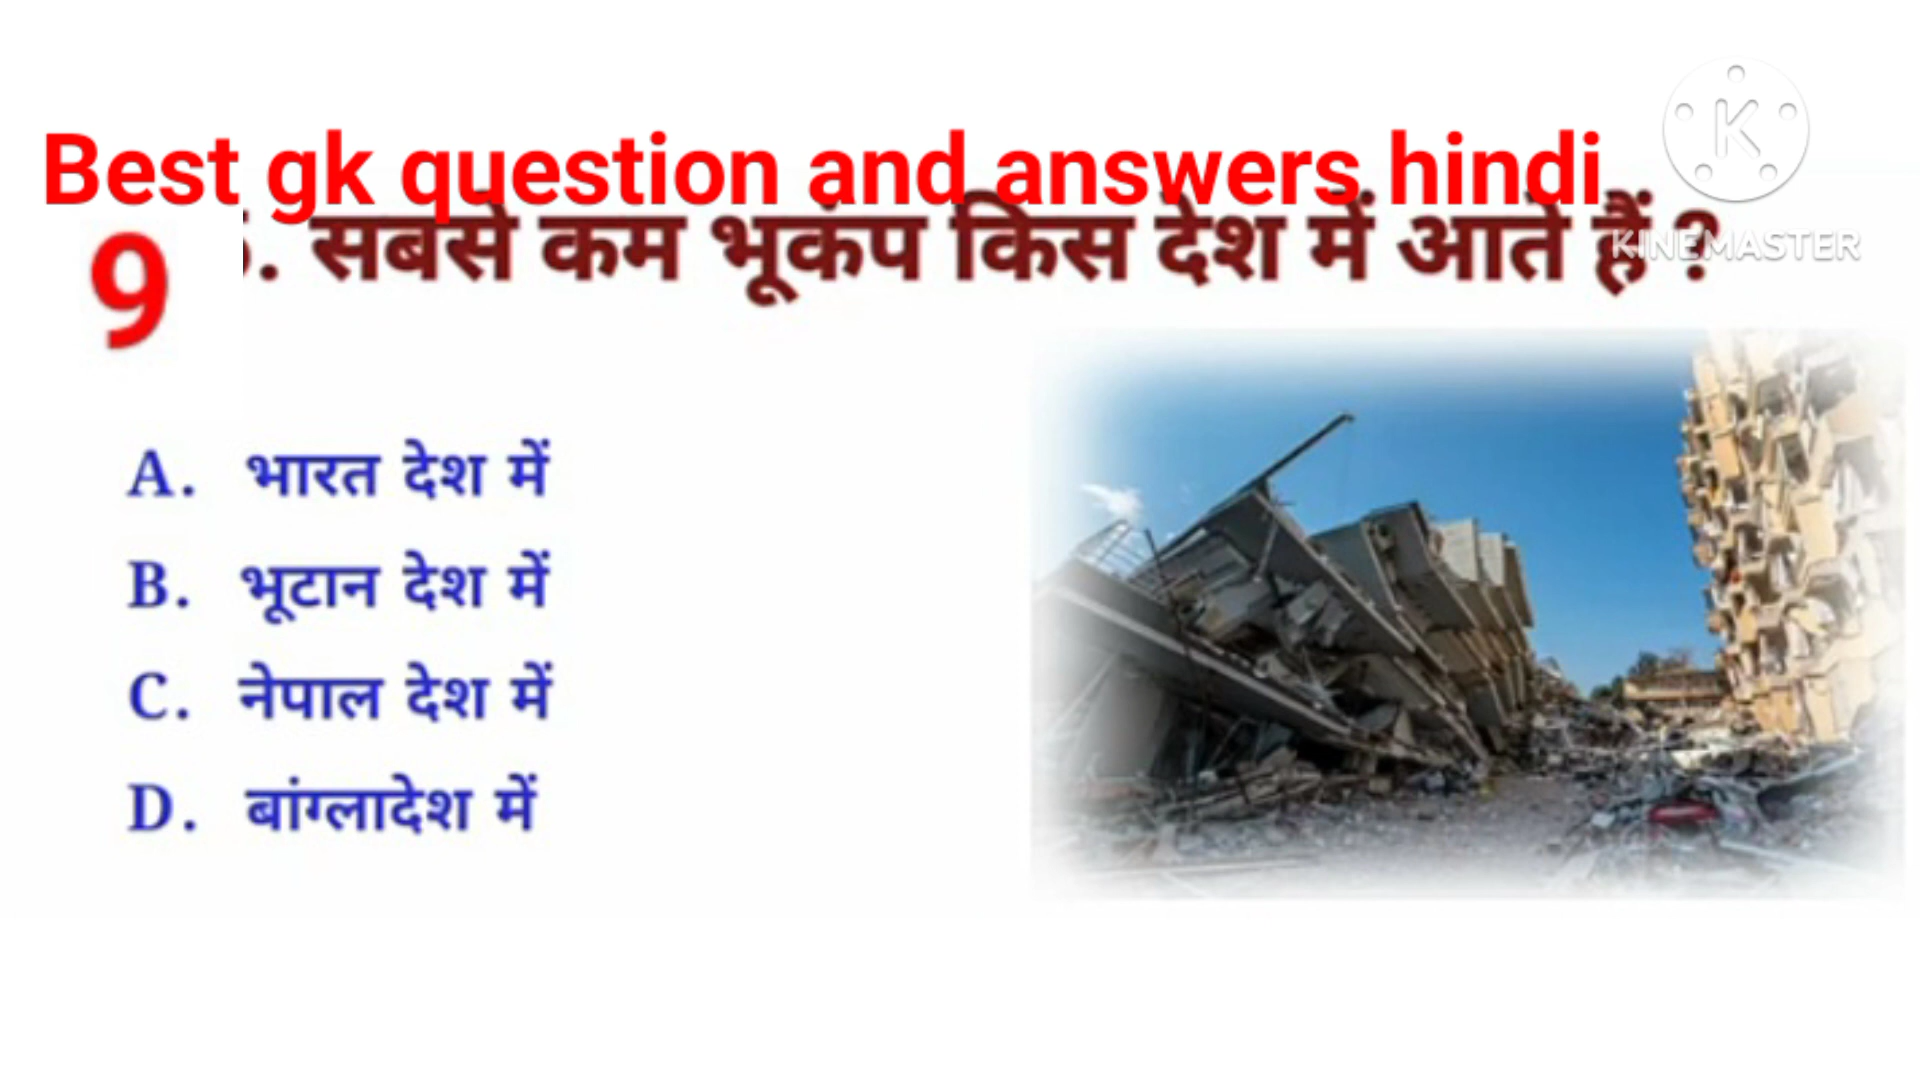 Best gk question and answers hindi
K
KINEMASTER
9 . सबसे कम भूकंप किस देश में आते हैं ?
A. भारत देश में
B. भूटान देश में
C. नेपाल देश में
D. बांग्लादेश में